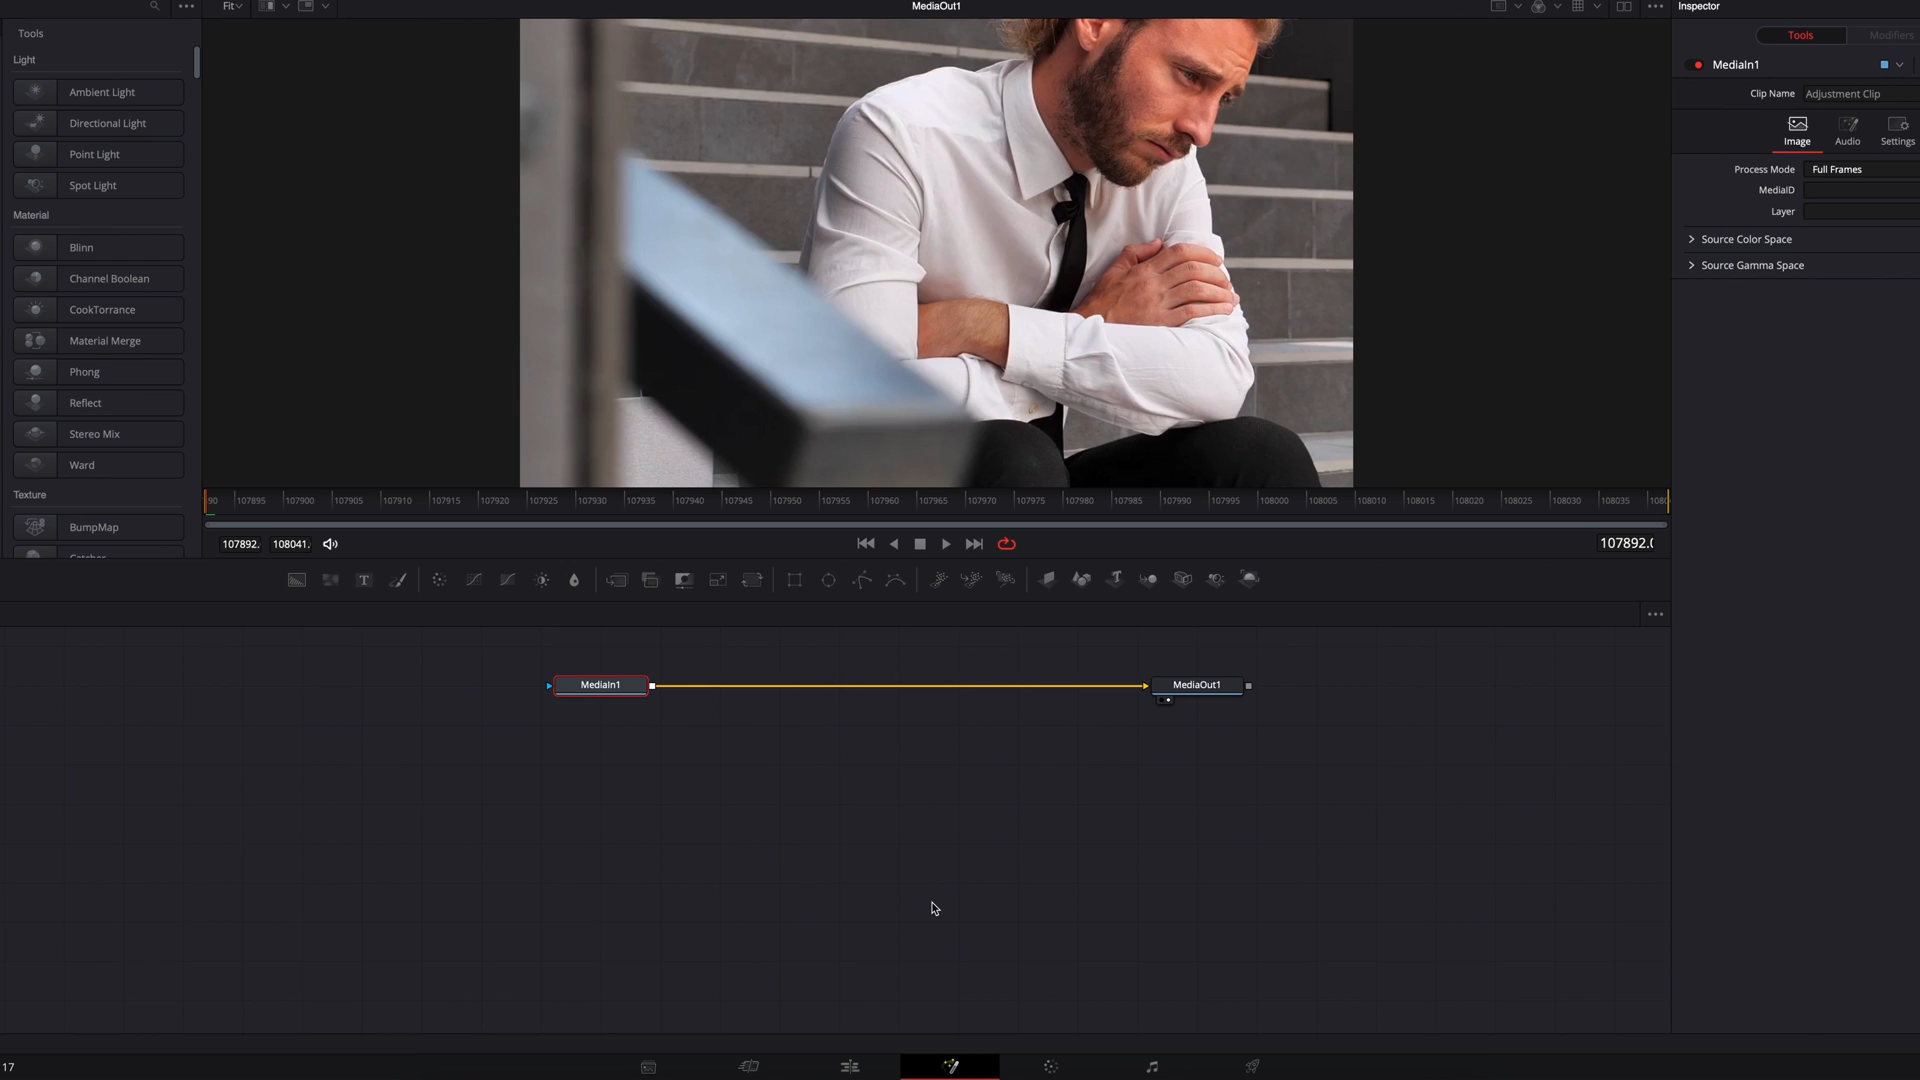 Fit
MediaOut1
Inspector
Tools
Tools
Modifiers
Light
MediaIn1
Ambient Light
Clip Name
Adjustment Clip
Directional Light
Image
Audio
Settings
Point Light
Process Mode
Full Frames
Spot Light
MediaID
Material
Layer
Blinn
Source Color Space
Channel Boolean
Source Gamma Space
CookTorrance
Material Merge
Phong
Reflect
Stereo Mix
Ward
Texture
90 107895 107900 107905 107910 107915 107920 107925 107930 107935 107940 107945 107950 107955 107860 107965 107970 107975 107980 107985 107990 107995 108000 108005 108010 108015 108020 108025 108030 108035
BumpMap
107892. 108041.
107892.0
MediaIn1
MediaOut1
17